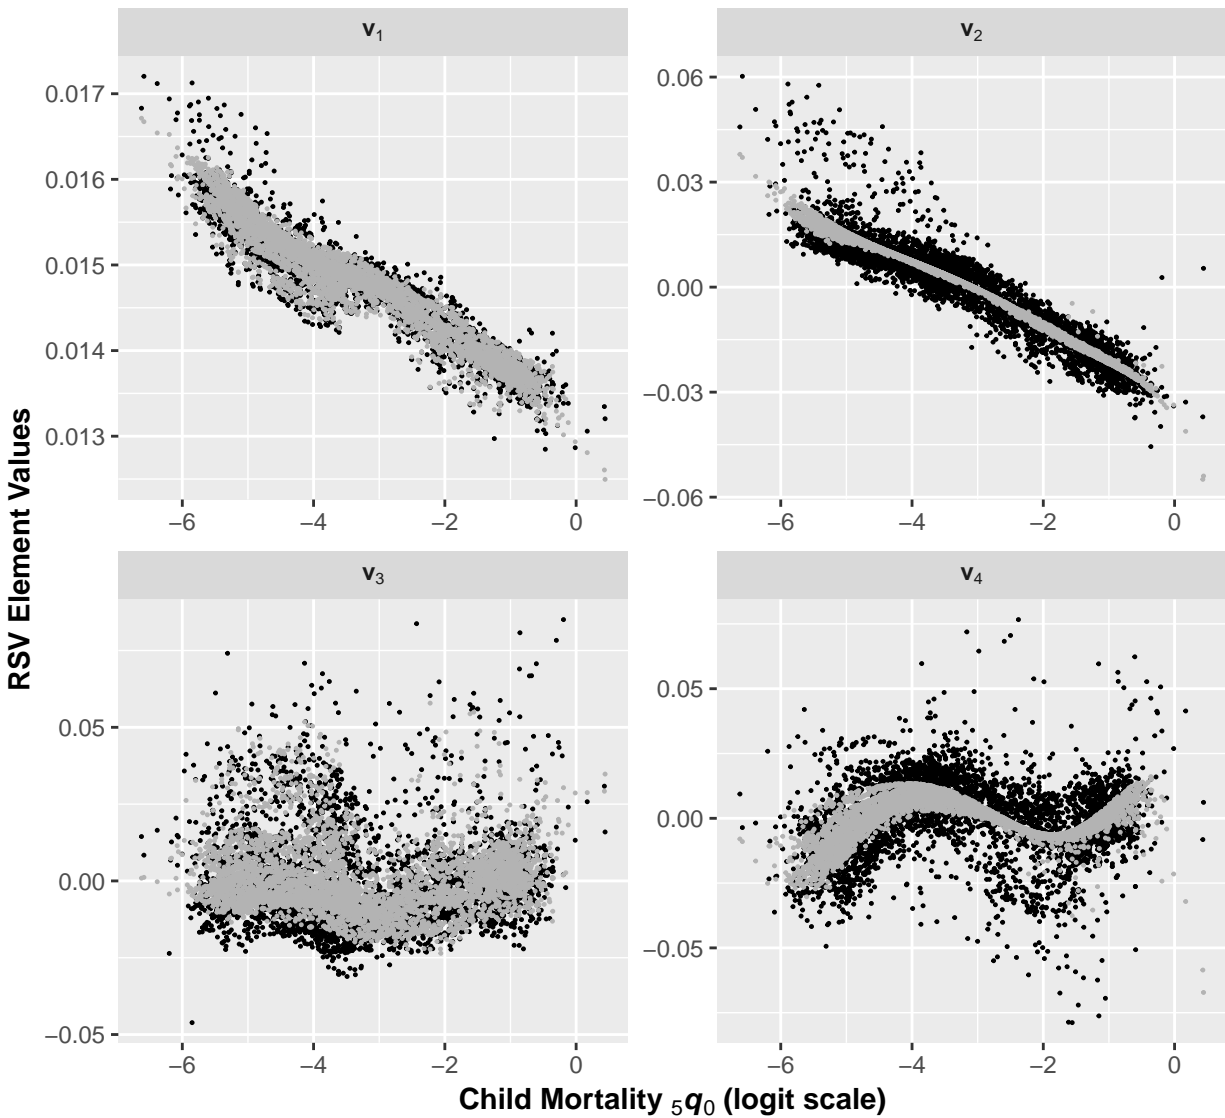 v₁
v₂
0.017
0.016
0.015
0.014
0.013
0.06
0.03
0.00
−0.03
−0.06
−6 −4 −2 0
−6 −4 −2 0
v₃
v₄
0.05
0.00
−0.05
0.05
0.00
−0.05
−6 −4 −2 0
−6 −4 −2 0
RSV Element Values
Child Mortality ₅q₀ (logit scale)